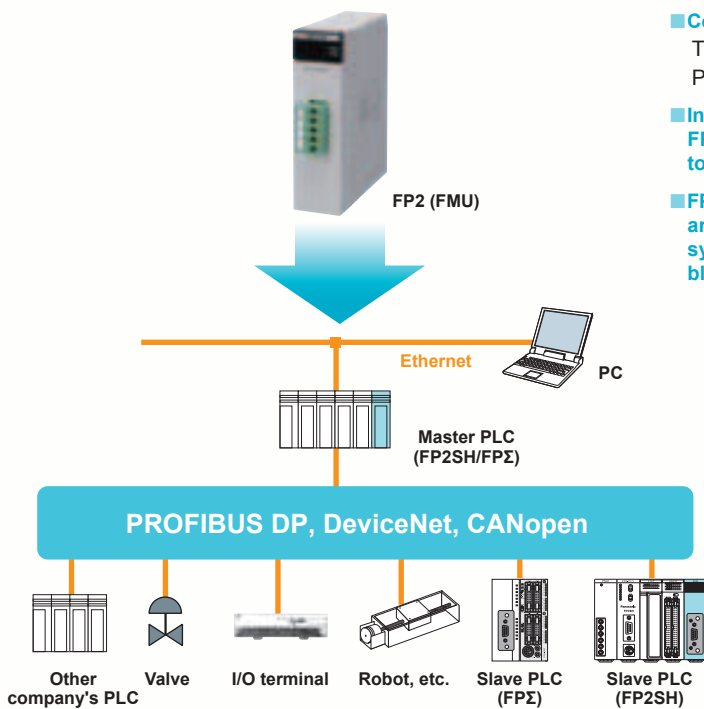 FP2 (FMU)
Ethernet
PC
Master PLC
(FP2SH/FPΣ)
PROFIBUS DP, DeviceNet, CANopen
Other
company's PLC
Valve
I/O terminal
Robot, etc.
Slave PLC
(FPΣ)
Slave PLC
(FP2SH)